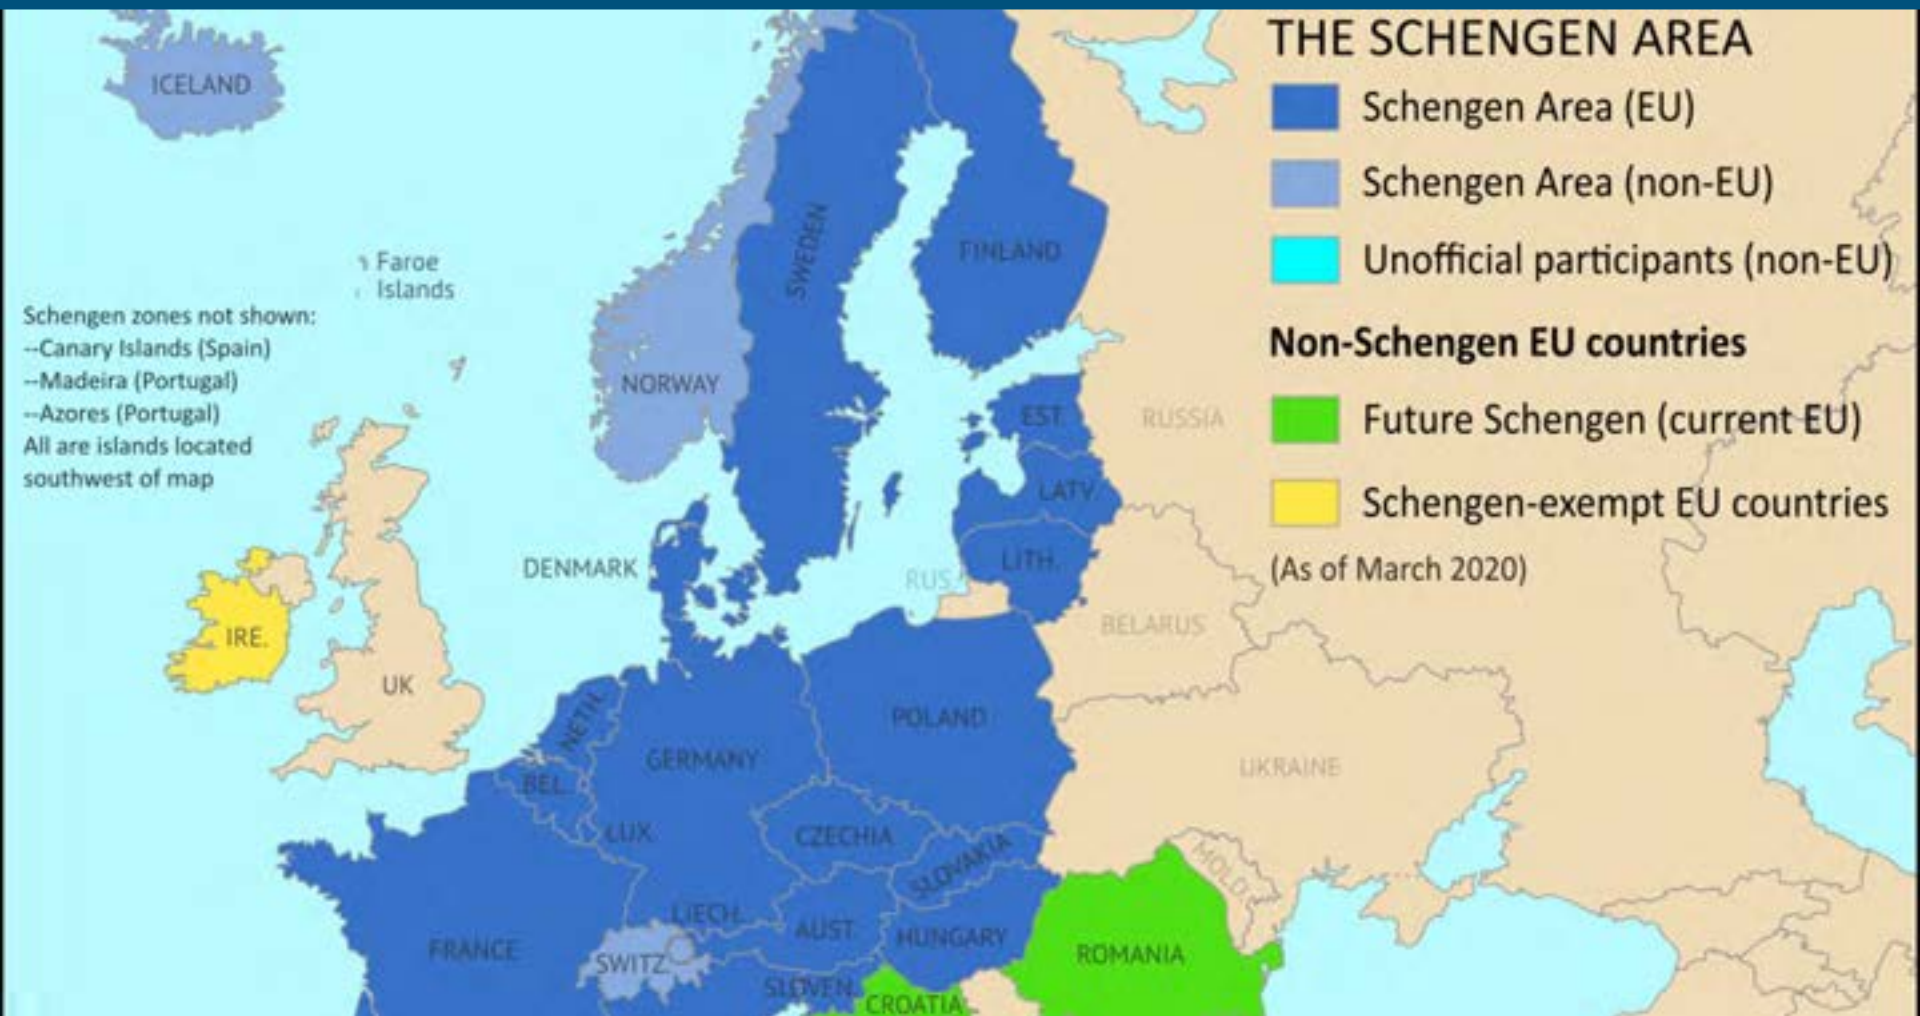 THE SCHENGEN AREA
Schengen Area (EU)
Schengen Area (non-EU)
Unofficial participants (non-EU)
Non-Schengen EU countries
Future Schengen (current EU)
Schengen-exempt EU countries
(As of March 2020)
ICELAND
Faroe
Islands
Schengen zones not shown:
--Canary Islands (Spain)
--Madeira (Portugal)
--Azores (Portugal)
All are islands located
southwest of map
SWEDEN
FINLAND
NORWAY
EST.
RUSSIA
LATV.
LITH.
DENMARK
RUS.
BELARUS
IRE.
UK
NETH.
POLAND
GERMANY
BEL.
UKRAINE
LUX.
CZECHIA
SLOVAKIA
MOLD.
LIECH.
AUST.
HUNGARY
FRANCE
SWITZ.
ROMANIA
SLOVEN.
CROATIA